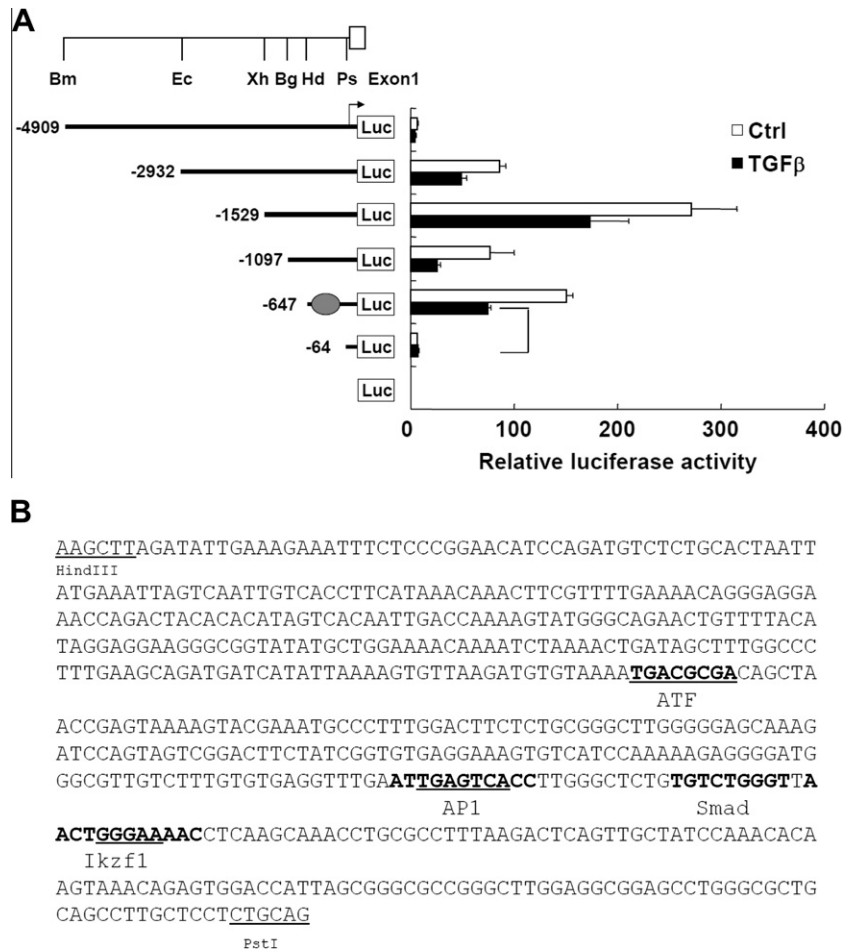 A
Bm Ec Xh Bg Hd Ps Exon1
-4909 Luc
Ctrl
TGFβ
-2932 Luc
-1529 Luc
-1097 Luc
-647 Luc
-64 Luc
Luc
0 100 200 300 400
Relative luciferase activity
B
AAGCTTAGATATTGAAAGAAATTTCTCCCGGAACATCCAGATGTCTCTGCACTAATT
HindIII
ATGAAATTAGTCAATTGTCACCTTCATAAACAAACTTCGTTTTGAAAACAGGGAGGA
AACCAGACTACACACATAGTCACAATTGACCAAAAGTATGGGCAGAACTGTTTTACA
TAGGAGGAAGGGCGGTATATGCTGGAAAACAAAATCTAAAACTGATAGCTTTGGCCC
TTTGAAGCAGATGATCATATTAAAAGTGTTAAGATGTGTAAAATGACGCGACAGCTA
ATF
ACCGAGTAAAAGTACGAAATGCCCTTTGGACTTCTCTGCGGGCTTGGGGGAGCAAAG
ATCCAGTAGTCGGACTTCTATCGGTGTGAGGAAAGTGTCATCCAAAAAGAGGGGATG
GGCGTTGTCTTTGTGTGAGGTTTGAATTGAGTCACCTTGGGCTCTGTGTCTGGGTTA
AP1 Smad
ACTGGGAAAACCTCAAGCAAACCTGCGCCTTTAAGACTCAGTTGCTATCCAAACACA
Ikzf1
AGTAAACAGAGTGGACCATTAGCGGGCGCCGGGCTTGGAGGCGGAGCCTGGGCGCTG
CAGCCTTGCTCCTCTGCAG
PstI